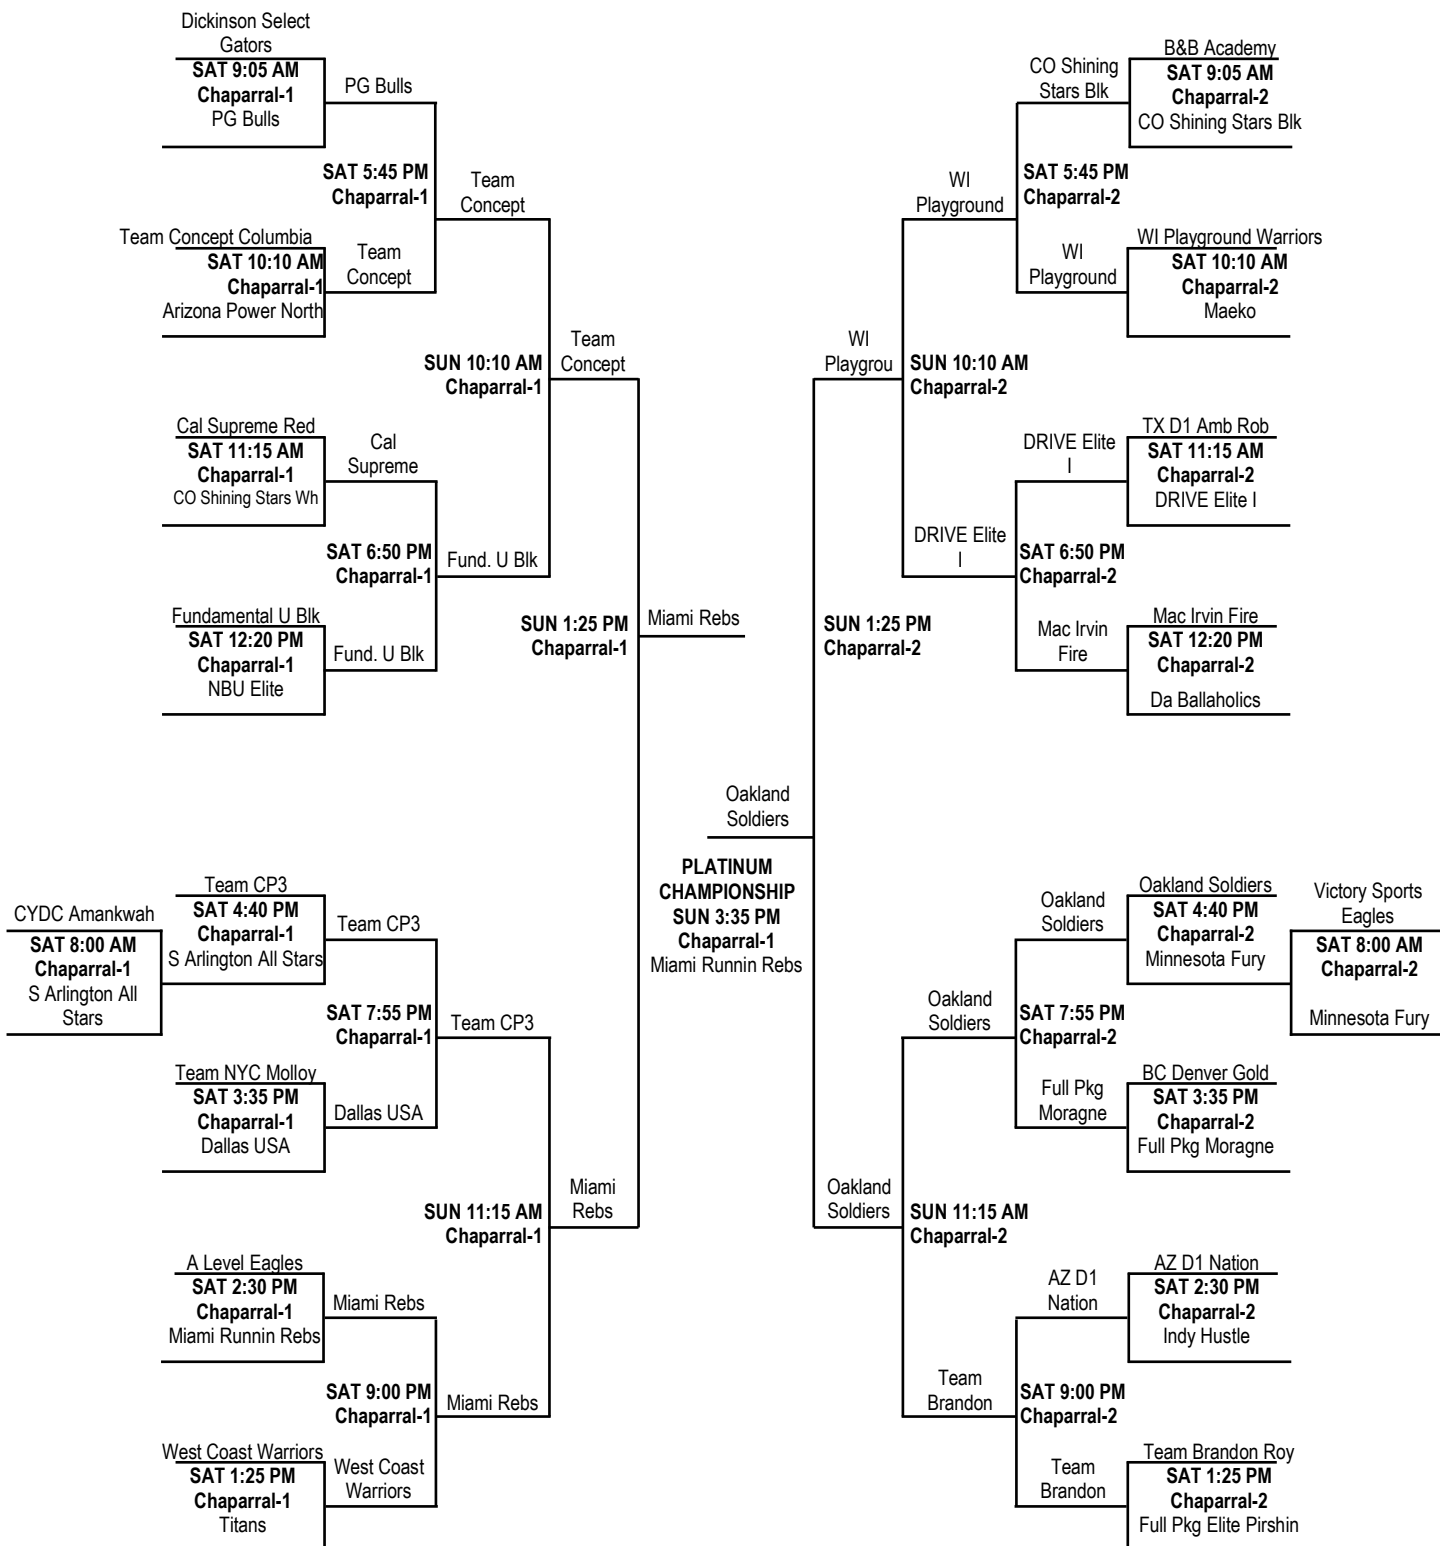 Dickinson Select
Gators
SAT 9:05 AM
Chaparral-1
PG Bulls
PG Bulls
SAT 5:45 PM
Chaparral-1
Team
Concept
Team Concept Columbia
SAT 10:10 AM
Chaparral-1
Arizona Power North
Team
Concept
SUN 10:10 AM
Chaparral-1
Team
Concept
Cal Supreme Red
SAT 11:15 AM
Chaparral-1
CO Shining Stars Wh
Cal
Supreme
SAT 6:50 PM
Chaparral-1
Fund. U Blk
Fundamental U Blk
SAT 12:20 PM
Chaparral-1
NBU Elite
Fund. U Blk
SUN 1:25 PM
Chaparral-1
Miami Rebs
Team CP3
SAT 4:40 PM
Chaparral-1
S Arlington All Stars
CYDC Amankwah
SAT 8:00 AM
Chaparral-1
S Arlington All
Stars
Team CP3
SAT 7:55 PM
Chaparral-1
Team CP3
Team NYC Molloy
SAT 3:35 PM
Chaparral-1
Dallas USA
Dallas USA
SUN 11:15 AM
Chaparral-1
Miami
Rebs
A Level Eagles
SAT 2:30 PM
Chaparral-1
Miami Runnin Rebs
Miami Rebs
SAT 9:00 PM
Chaparral-1
Miami Rebs
West Coast Warriors
SAT 1:25 PM
Chaparral-1
Titans
West Coast
Warriors
Oakland
Soldiers
PLATINUM
CHAMPIONSHIP
SUN 3:35 PM
Chaparral-1
Miami Runnin Rebs
B&B Academy
SAT 9:05 AM
Chaparral-2
CO Shining Stars Blk
CO Shining
Stars Blk
WI
Playground
SAT 5:45 PM
Chaparral-2
WI Playground Warriors
SAT 10:10 AM
Chaparral-2
Maeko
WI
Playground
WI
Playgrou
SUN 10:10 AM
Chaparral-2
TX D1 Amb Rob
SAT 11:15 AM
Chaparral-2
DRIVE Elite I
DRIVE Elite
I
DRIVE Elite
I
SAT 6:50 PM
Chaparral-2
Mac Irvin Fire
SAT 12:20 PM
Chaparral-2
Da Ballaholics
Mac Irvin
Fire
SUN 1:25 PM
Chaparral-2
Oakland Soldiers
SAT 4:40 PM
Chaparral-2
Minnesota Fury
Victory Sports
Eagles
SAT 8:00 AM
Chaparral-2
Minnesota Fury
Oakland
Soldiers
Oakland
Soldiers
SAT 7:55 PM
Chaparral-2
BC Denver Gold
SAT 3:35 PM
Chaparral-2
Full Pkg Moragne
Full Pkg
Moragne
Oakland
Soldiers
SUN 11:15 AM
Chaparral-2
AZ D1 Nation
SAT 2:30 PM
Chaparral-2
Indy Hustle
AZ D1
Nation
Team
Brandon
SAT 9:00 PM
Chaparral-2
Team Brandon Roy
SAT 1:25 PM
Chaparral-2
Full Pkg Elite Pirshin
Team
Brandon